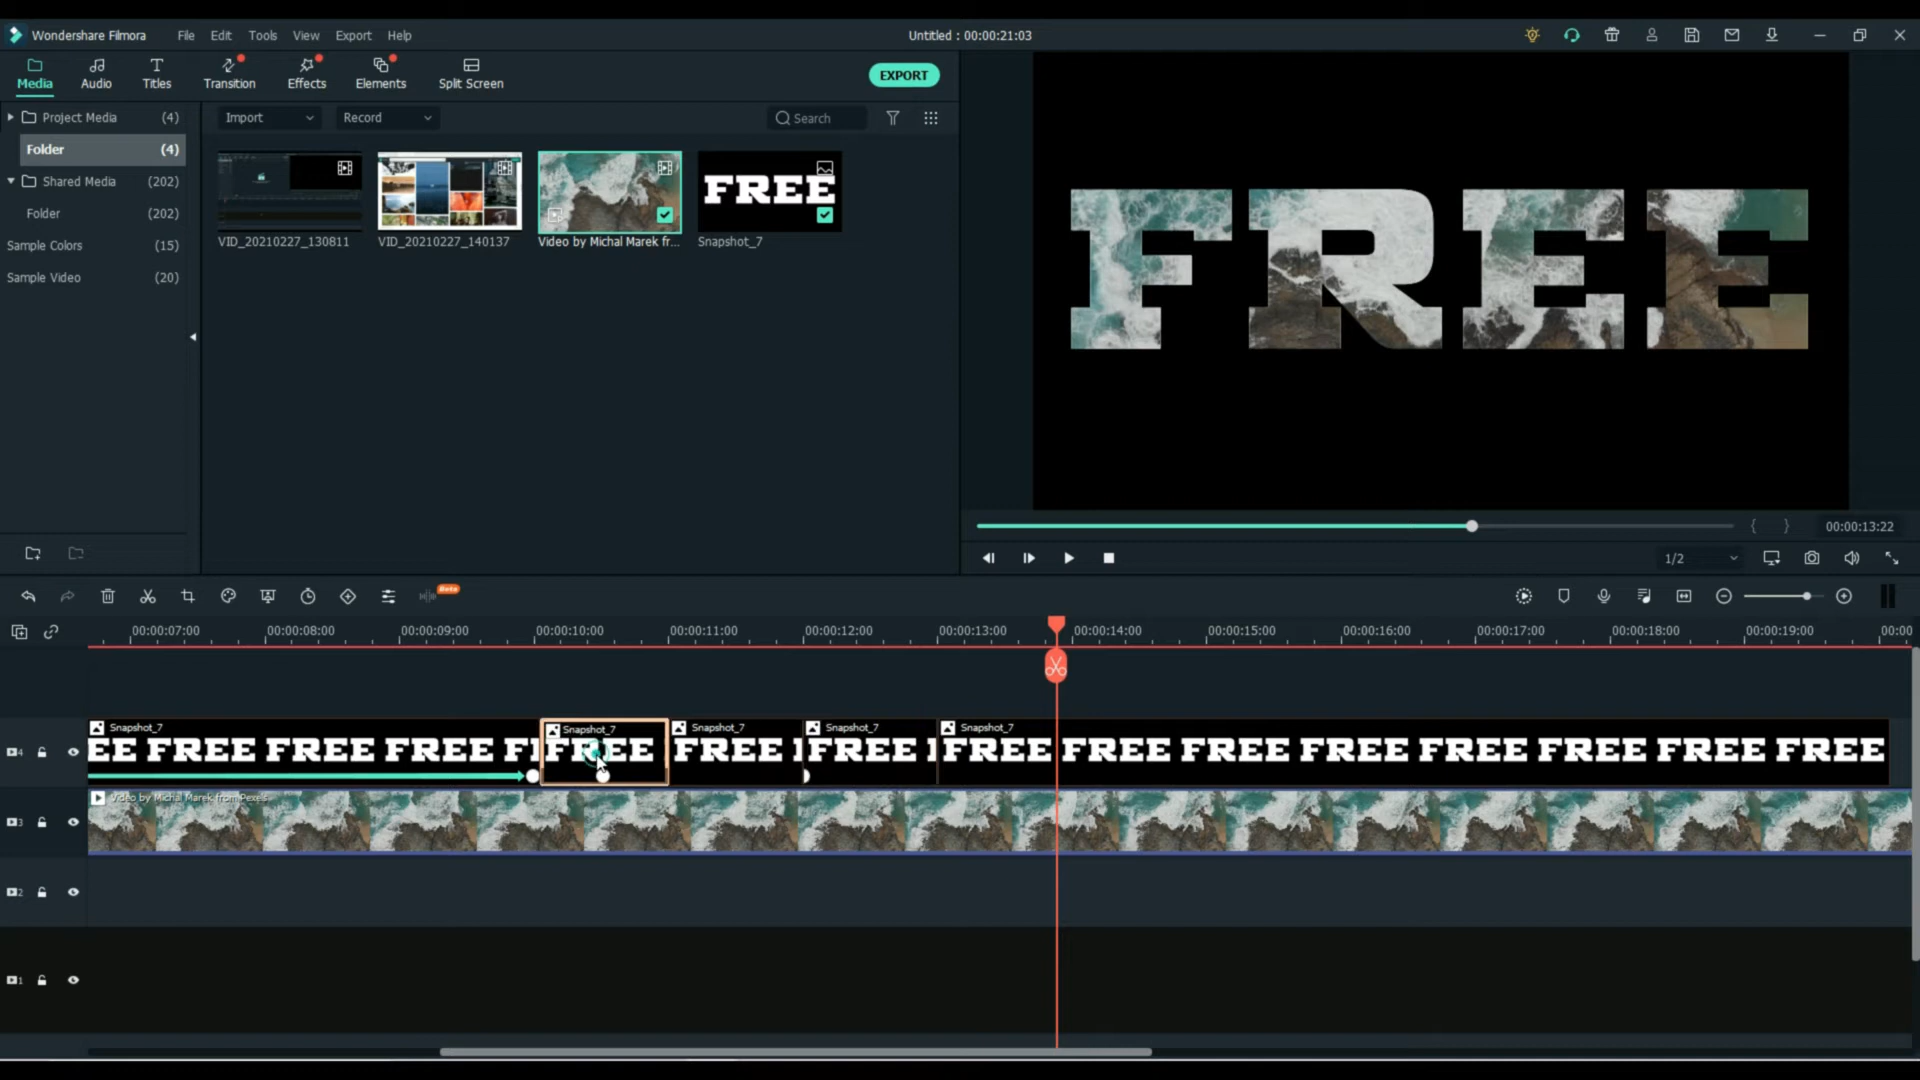 Wondershare Filmora File Edit Tools View Export Help Untitled : 00:00:21:03
Media Audio Titles Transition Effects Elements Split Screen EXPORT
Project Media (4)
Folder (4)
Shared Media (202)
Folder (202)
Sample Colors (15)
Sample Video (20)
Import Record Search
FREE
VID_20210227_130811 VID_20210227_140137 Video by Michal Marek fr... Snapshot_7
FREE
1/2 00:00:13:22
Beta
00:00:07:00 00:00:08:00 00:00:09:00 00:00:10:00 00:00:11:00 00:00:12:00 00:00:13:00 00:00:14:00 00:00:15:00 00:00:16:00 00:00:17:00 00:00:18:00 00:00:19:00 00:00
Snapshot_7 Snapshot_7 Snapshot_7 Snapshot_7 Snapshot_7
4 EE FREE FREE FREE F FREE FREE FREE FREE FREE FREE FREE FREE FREE FREE FREE
Video by Michal Marek from Pexels
3
2
1